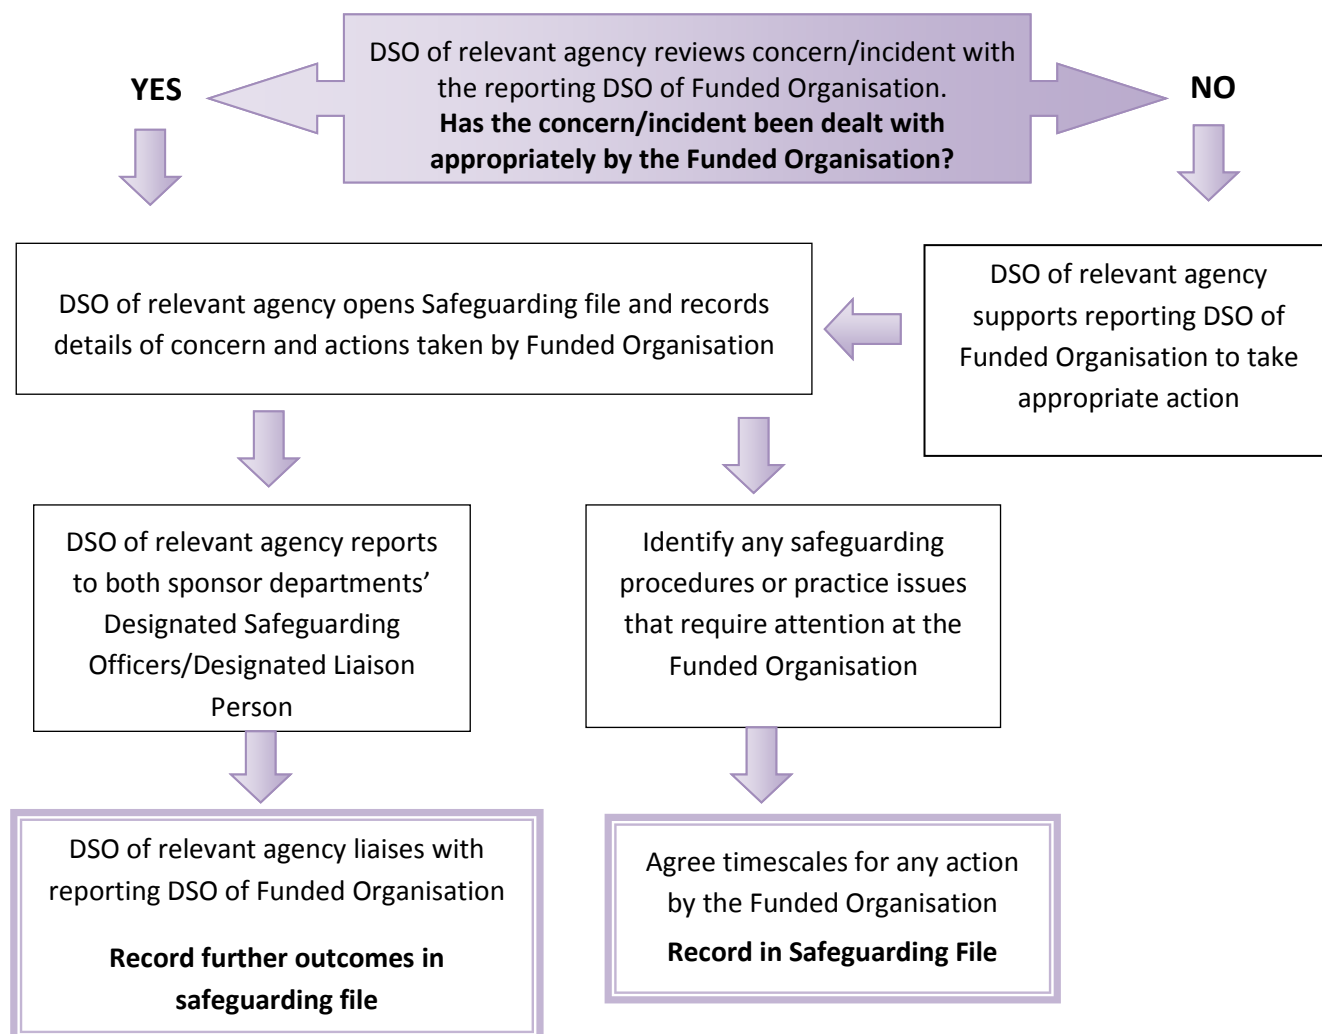 DSO of relevant agency reviews concern/incident with
the reporting DSO of Funded Organisation.
Has the concern/incident been dealt with
appropriately by the Funded Organisation?
YES
NO
DSO of relevant agency opens Safeguarding file and records
details of concern and actions taken by Funded Organisation
DSO of relevant agency
supports reporting DSO of
Funded Organisation to take
appropriate action
DSO of relevant agency reports
to both sponsor departments’
Designated Safeguarding
Officers/Designated Liaison
Person
Identify any safeguarding
procedures or practice issues
that require attention at the
Funded Organisation
DSO of relevant agency liaises with
reporting DSO of Funded Organisation
Record further outcomes in
safeguarding file
Agree timescales for any action
by the Funded Organisation
Record in Safeguarding File